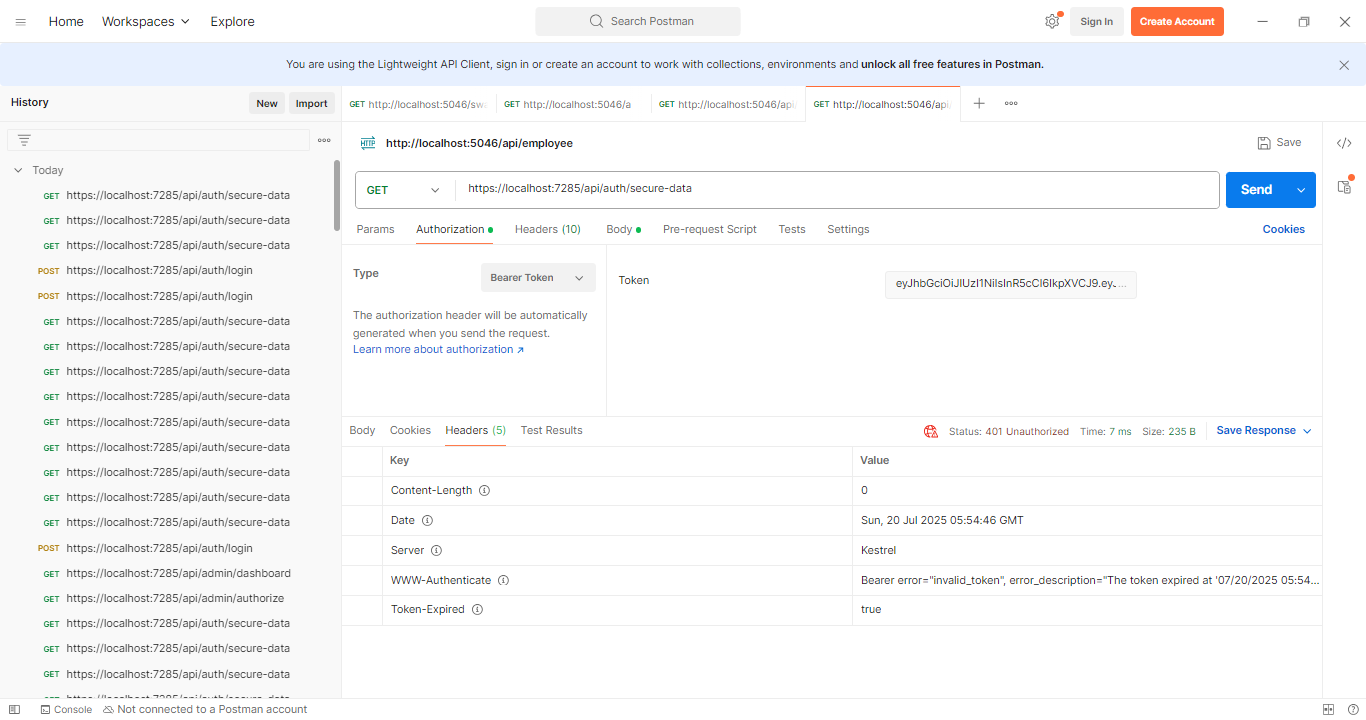 Home Workspaces Explore Search Postman Sign In Create Account
You are using the Lightweight API Client, sign in or create an account to work with collections, environments and unlock all free features in Postman.
History New Import
GET http://localhost:5046/sw GET http://localhost:5046/a GET http://localhost:5046/api GET http://localhost:5046/api
HTTP http://localhost:5046/api/employee Save
Today
GET https://localhost:7285/api/auth/secure-data
GET https://localhost:7285/api/auth/secure-data
GET https://localhost:7285/api/auth/secure-data
POST https://localhost:7285/api/auth/login
POST https://localhost:7285/api/auth/login
GET https://localhost:7285/api/auth/secure-data
GET https://localhost:7285/api/auth/secure-data
GET https://localhost:7285/api/auth/secure-data
GET https://localhost:7285/api/auth/secure-data
GET https://localhost:7285/api/auth/secure-data
GET https://localhost:7285/api/auth/secure-data
GET https://localhost:7285/api/auth/secure-data
GET https://localhost:7285/api/auth/secure-data
GET https://localhost:7285/api/auth/secure-data
POST https://localhost:7285/api/auth/login
GET https://localhost:7285/api/admin/dashboard
GET https://localhost:7285/api/admin/authorize
GET https://localhost:7285/api/auth/secure-data
GET https://localhost:7285/api/auth/secure-data
GET https://localhost:7285/api/auth/secure-data
GET https://localhost:7285/api/auth/secure-data
GET https://localhost:7285/api/auth/secure-data Send
Params Authorization Headers (10) Body Pre-request Script Tests Settings Cookies
Type Bearer Token
The authorization header will be automatically
generated when you send the request.
Learn more about authorization ↗
Token eyJhbGciOiJIUzI1NiIsInR5cCI6IkpXVCJ9.eyJ...
Body Cookies Headers (5) Test Results Status: 401 Unauthorized Time: 7 ms Size: 235 B Save Response
Key Value
Content-Length 0
Date Sun, 20 Jul 2025 05:54:46 GMT
Server Kestrel
WWW-Authenticate Bearer error="invalid_token", error_description="The token expired at '07/20/2025 05:54...
Token-Expired true
Console Not connected to a Postman account